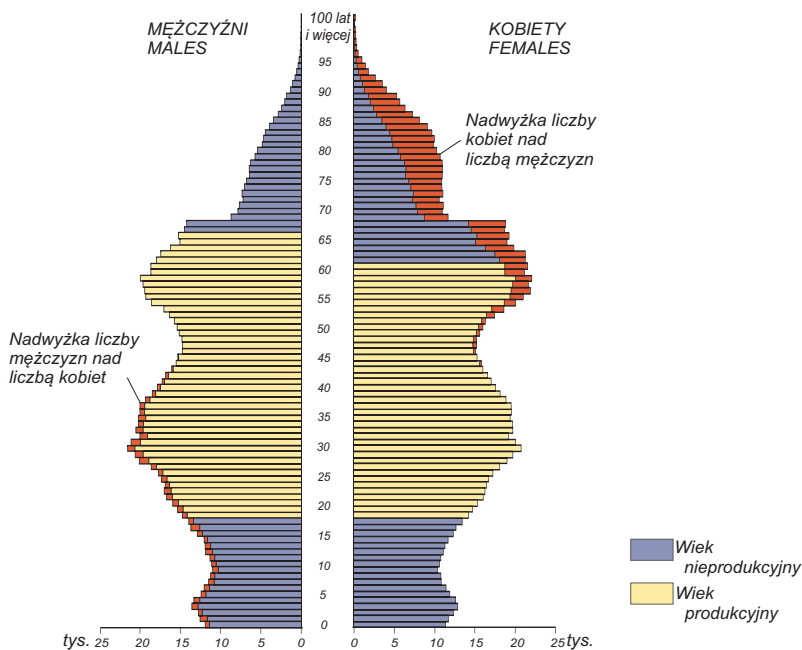 MĘŻCZYŹNI
MALES
100 lat
i więcej
KOBIETY
FEMALES
95
90
85
80
75
70
65
60
55
50
45
40
35
30
25
20
15
10
5
0
Nadwyżka liczby
kobiet nad
liczbą mężczyzn
Nadwyżka liczby
mężczyzn nad
liczbą kobiet
Wiek
nieprodukcyjny
Wiek
produkcyjny
tys. 25 20 15 10 5 0
0 5 10 15 20 25 tys.